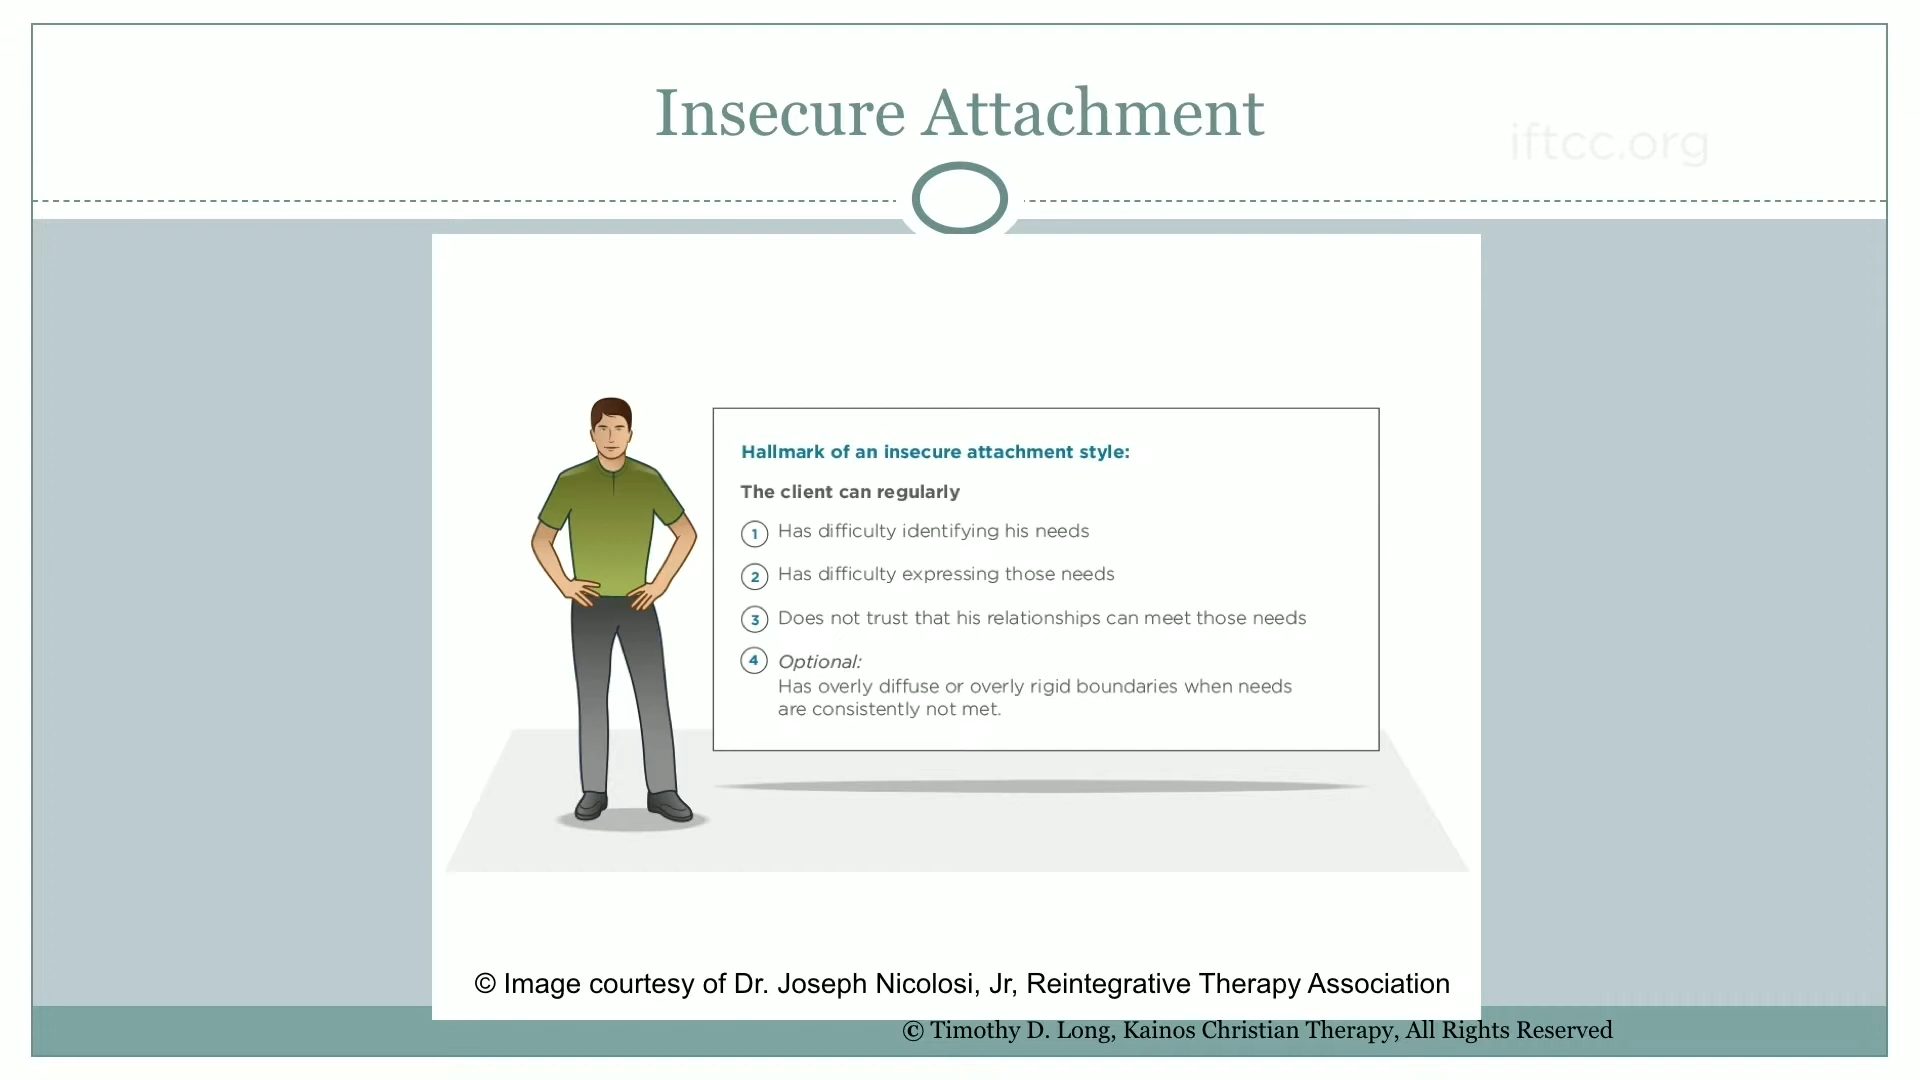 Insecure Attachment
iftcc.org
Hallmark of an insecure attachment style:
The client can regularly
1 Has difficulty identifying his needs
2 Has difficulty expressing those needs
3 Does not trust that his relationships can meet those needs
4 Optional:
Has overly diffuse or overly rigid boundaries when needs
are consistently not met.
© Image courtesy of Dr. Joseph Nicolosi, Jr, Reintegrative Therapy Association
© Timothy D. Long, Kainos Christian Therapy, All Rights Reserved